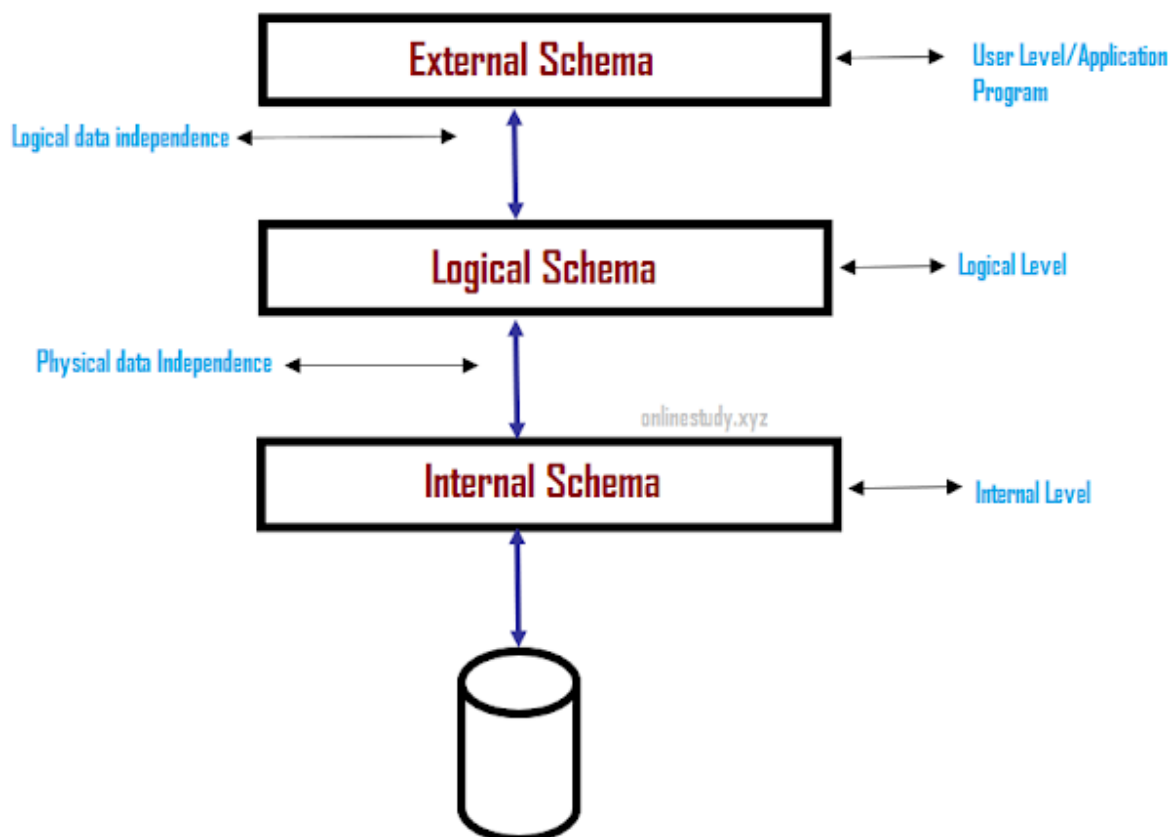 External Schema
User Level/Application
Program
Logical data independence
Logical Schema
Logical Level
Physical data Independence
onlinestudy.xyz
Internal Schema
Internal Level